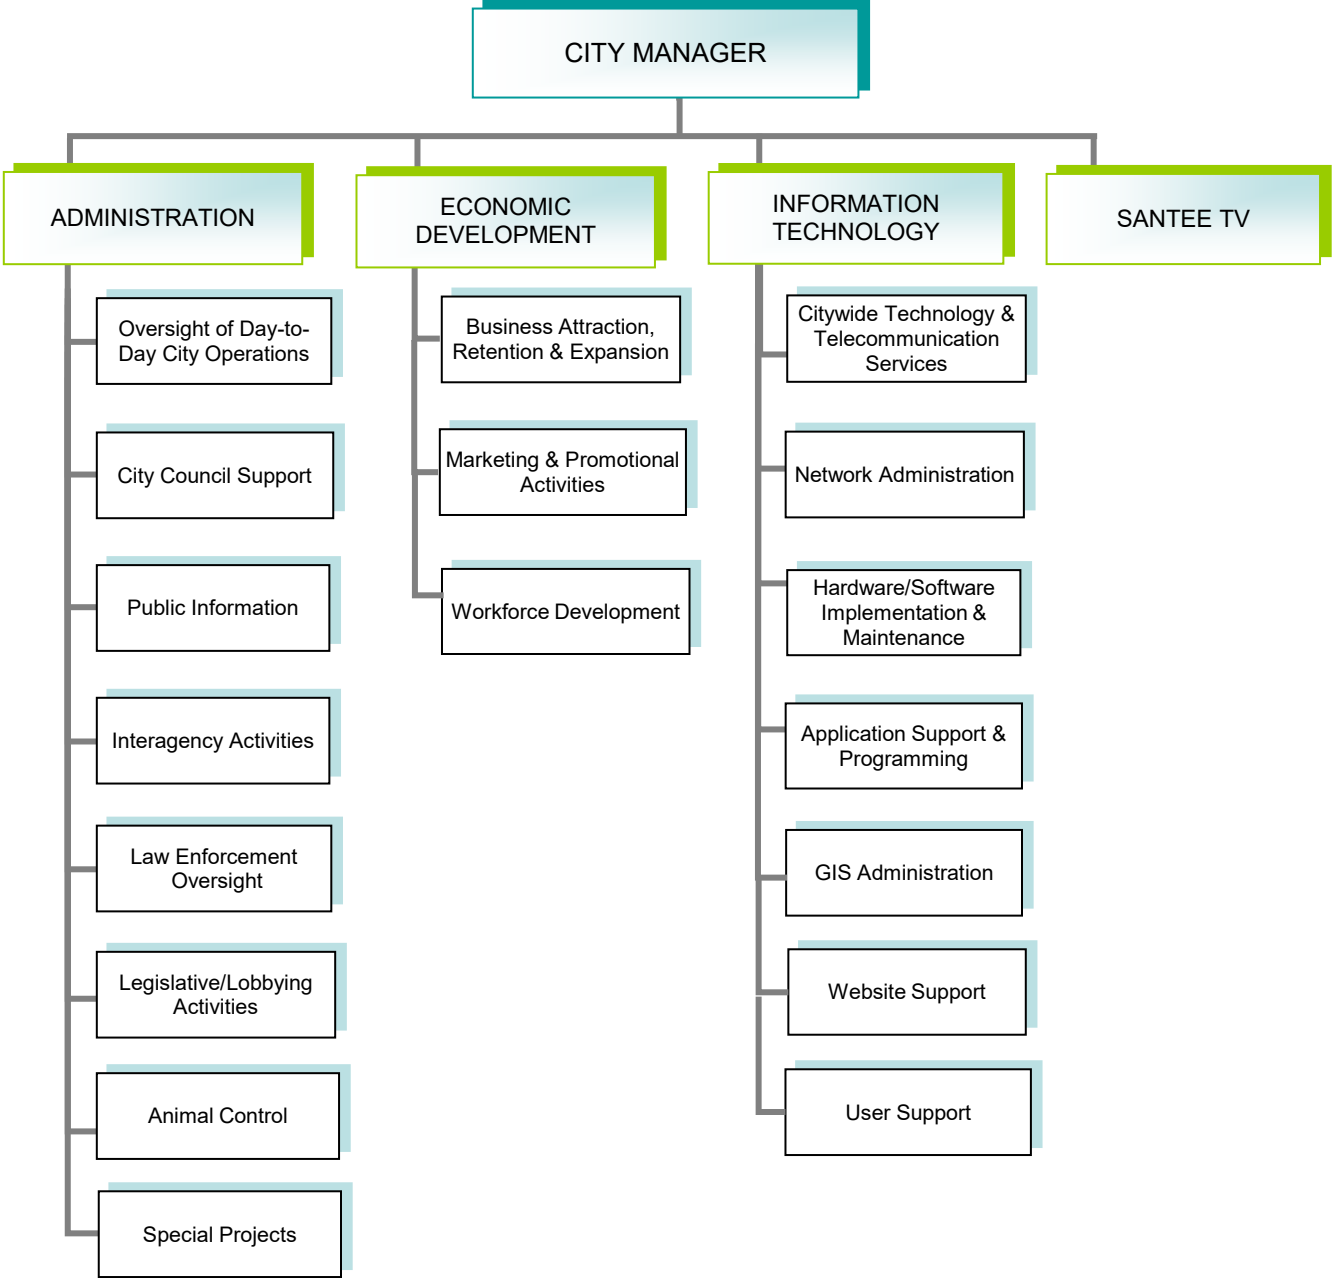 CITY MANAGER
ADMINISTRATION
Oversight of Day-to-
Day City Operations
City Council Support
Public Information
Interagency Activities
Law Enforcement
Oversight
Legislative/Lobbying
Activities
Animal Control
Special Projects
ECONOMIC
DEVELOPMENT
Business Attraction,
Retention & Expansion
Marketing & Promotional
Activities
Workforce Development
INFORMATION
TECHNOLOGY
Citywide Technology &
Telecommunication
Services
Network Administration
Hardware/Software
Implementation &
Maintenance
Application Support &
Programming
GIS Administration
Website Support
User Support
SANTEE TV